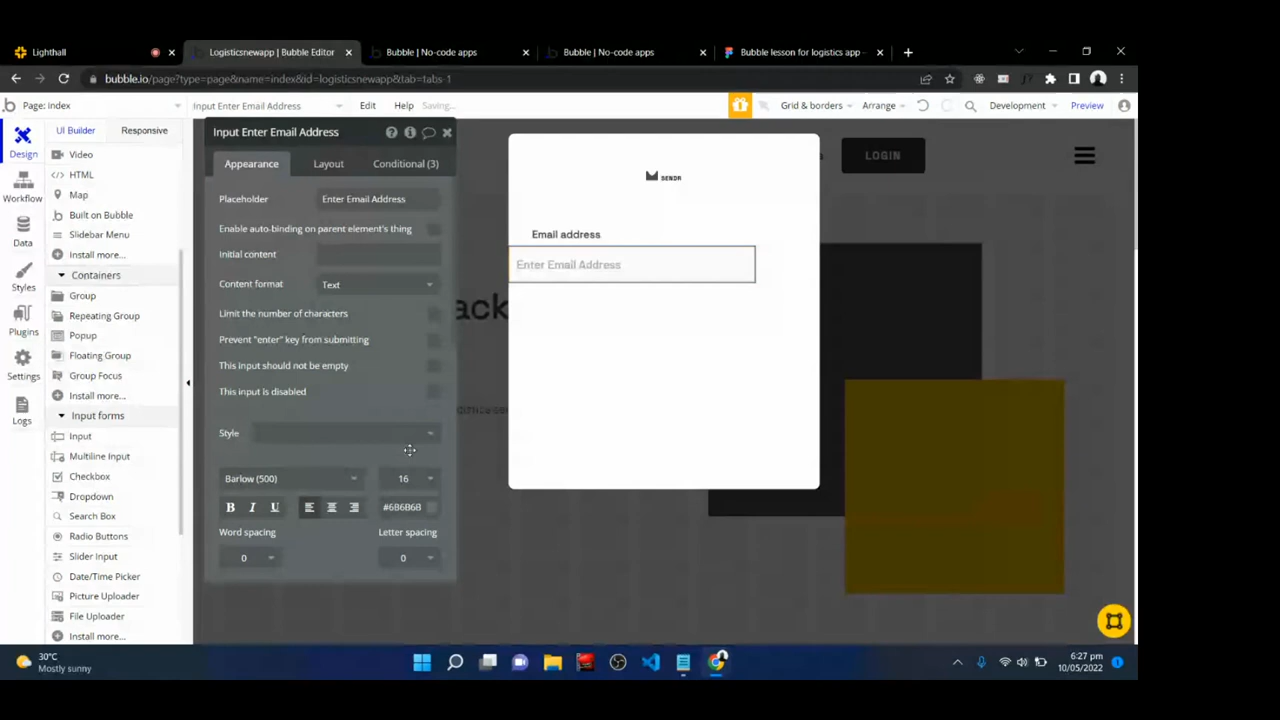 Lighthall
Logisticsnewapp | Bubble Editor
Bubble | No-code apps
Bubble | No-code apps
Bubble lesson for logistics app
bubble.io/page?type=page&name=index&id=logisticsnewapp&tab=tabs-1
Page: index
Input Enter Email Address
Edit
Help
Saving...
Grid & borders
Arrange
Development
Preview
UI Builder
Responsive
Design
Workflow
Data
Styles
Plugins
Settings
Logs
Video
</> HTML
Map
Built on Bubble
Slidebar Menu
Install more...
Containers
Group
Repeating Group
Popup
Floating Group
Group Focus
Install more...
Input forms
Input
Multiline Input
Checkbox
Dropdown
Search Box
Radio Buttons
Slider Input
Date/Time Picker
Picture Uploader
File Uploader
Install more...
Input Enter Email Address
Appearance
Layout
Conditional (3)
Placeholder
Enter Email Address
Enable auto-binding on parent element's thing
Initial content
Content format
Text
Limit the number of characters
Prevent "enter" key from submitting
This input should not be empty
This input is disabled
Style
Barlow (500)
16
B I U
#6B6B6B
Word spacing
Letter spacing
0
0
SENDR
Email address
Enter Email Address
LOGIN
ack
30°C
Mostly sunny
6:27 pm
10/05/2022